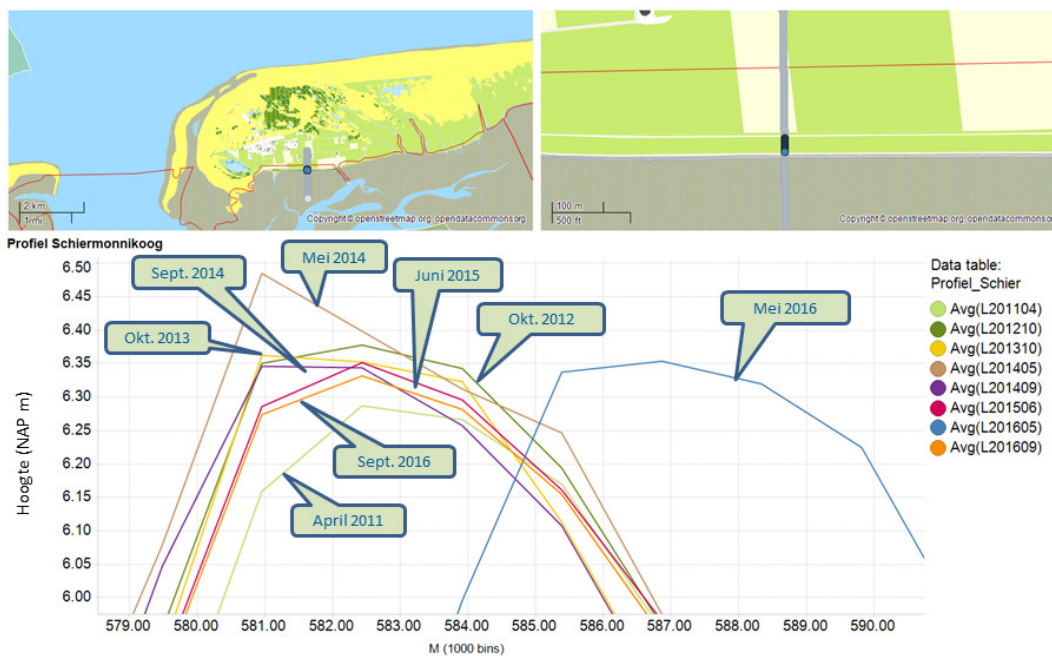 2 km
1 mi
Copyright © openstreetmap.org, opendatacommons.org
100 m
500 ft
Copyright © openstreetmap.org, opendatacommons.org
Profiel Schiermonnikoog
Hoogte (NAP m)
6.50
6.45
6.40
6.35
6.30
6.25
6.20
6.15
6.10
6.05
6.00
Mei 2014
Sept. 2014
Juni 2015
Okt. 2013
Okt. 2012
Mei 2016
Sept. 2016
April 2011
579.00 580.00 581.00 582.00 583.00 584.00 585.00 586.00 587.00 588.00 589.00 590.00
M (1000 bins)
Data table:
Profiel_Schier
Avg(L201104)
Avg(L201210)
Avg(L201310)
Avg(L201405)
Avg(L201409)
Avg(L201506)
Avg(L201605)
Avg(L201609)